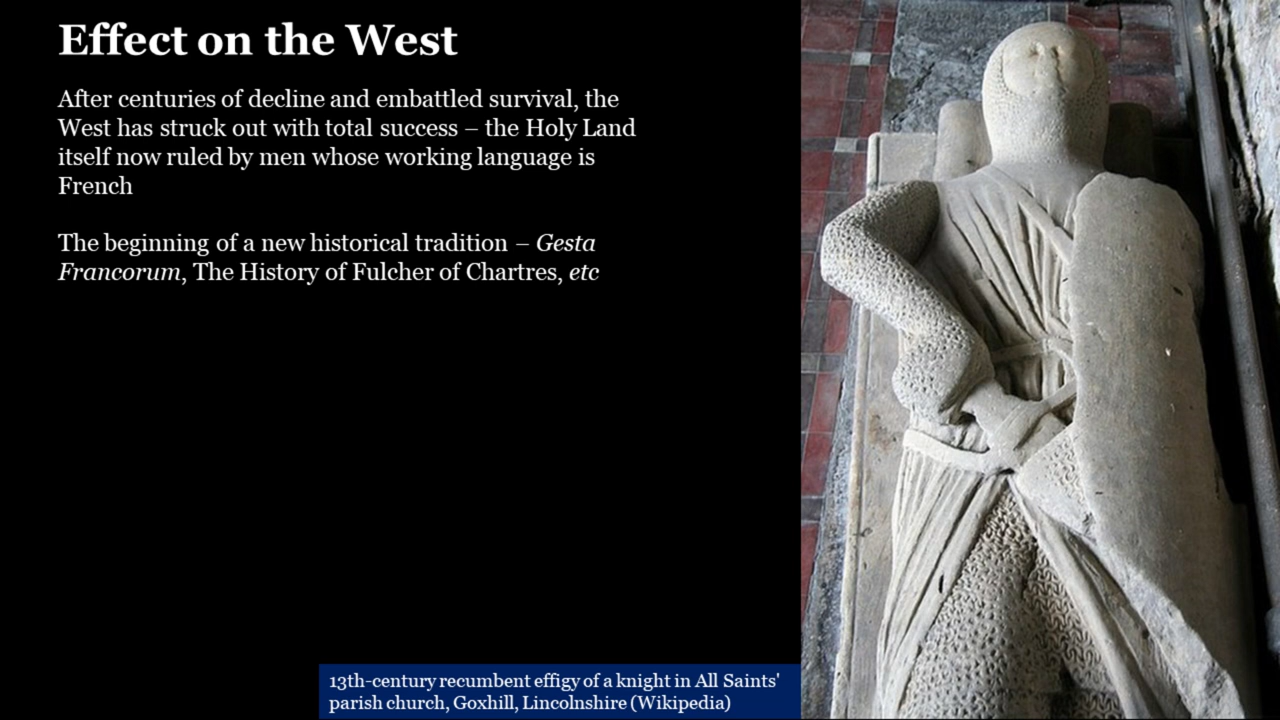 Effect on the West
After centuries of decline and embattled survival, the
West has struck out with total success – the Holy Land
itself now ruled by men whose working language is
French
The beginning of a new historical tradition – Gesta
Francorum, The History of Fulcher of Chartres, etc
13th-century recumbent effigy of a knight in All Saints'
parish church, Goxhill, Lincolnshire (Wikipedia)